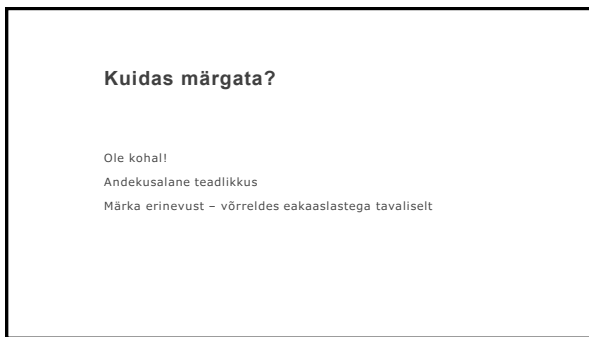 Kuidas märgata?
Ole kohal!
Andekusalane teadlikkus
Märka erinevust – võrreldes eakaaslastega tavaliselt